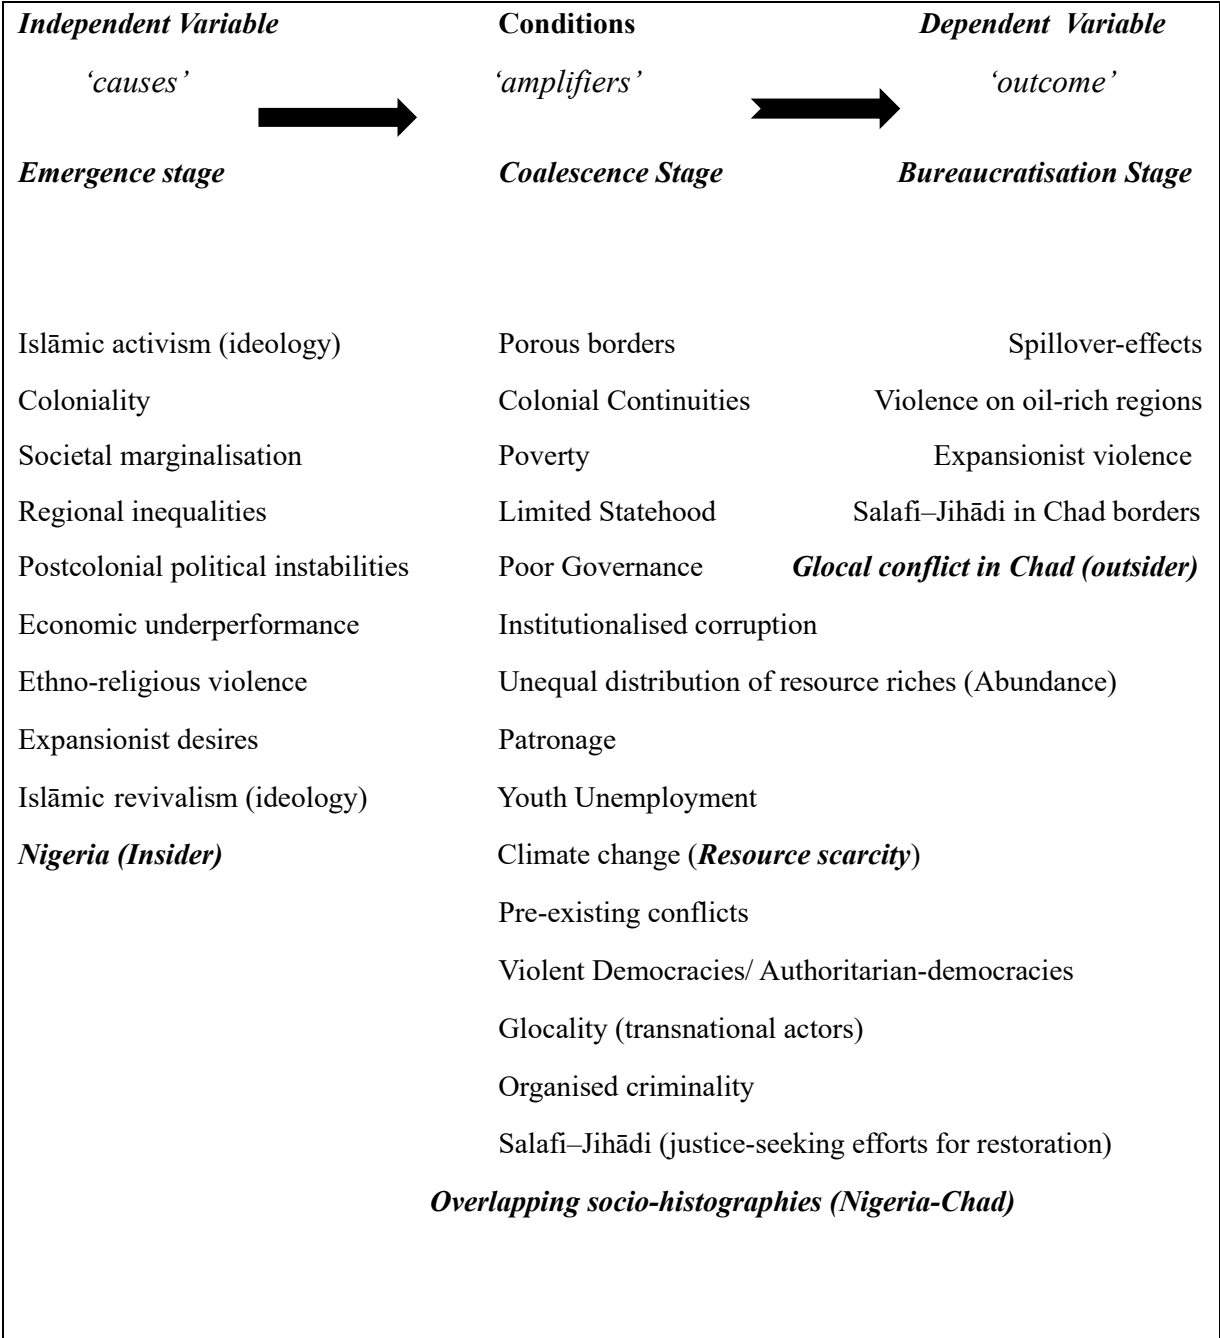 Independent Variable Conditions Dependent Variable
‘causes’ ‘amplifiers’ ‘outcome’
Emergence stage Coalescence Stage Bureaucratisation Stage
Islāmic activism (ideology) Porous borders Spillover-effects
Coloniality Colonial Continuities Violence on oil-rich regions
Societal marginalisation Poverty Expansionist violence
Regional inequalities Limited Statehood Salafi–Jihādi in Chad borders
Postcolonial political instabilities Poor Governance Glocal conflict in Chad (outsider)
Economic underperformance Institutionalised corruption
Ethno-religious violence Unequal distribution of resource riches (Abundance)
Expansionist desires Patronage
Islāmic revivalism (ideology) Youth Unemployment
Nigeria (Insider) Climate change (Resource scarcity)
Pre-existing conflicts
Violent Democracies/ Authoritarian-democracies
Glocality (transnational actors)
Organised criminality
Salafi–Jihādi (justice-seeking efforts for restoration)
Overlapping socio-histographies (Nigeria-Chad)